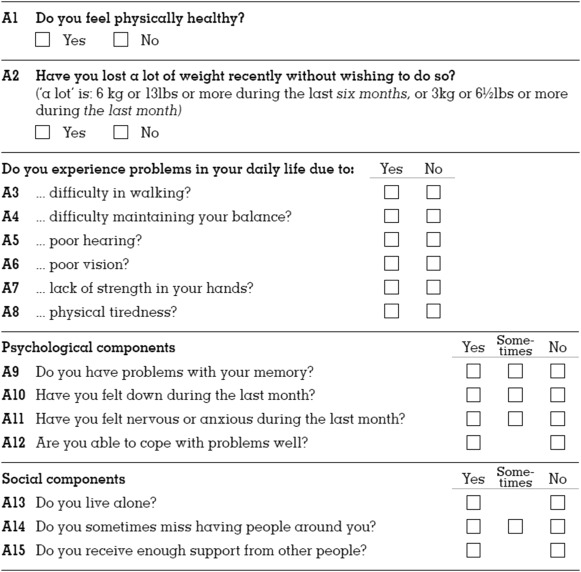 A1 Do you feel physically healthy?
Yes No
A2 Have you lost a lot of weight recently without wishing to do so?
('a lot' is: 6 kg or 13lbs or more during the last six months, or 3kg or 6½lbs or more
during the last month)
Yes No
Do you experience problems in your daily life due to: Yes No
A3 ... difficulty in walking?
A4 ... difficulty maintaining your balance?
A5 ... poor hearing?
A6 ... poor vision?
A7 ... lack of strength in your hands?
A8 ... physical tiredness?
Psychological components Yes Some-
times No
A9 Do you have problems with your memory?
A10 Have you felt down during the last month?
A11 Have you felt nervous or anxious during the last month?
A12 Are you able to cope with problems well?
Social components Yes Some-
times No
A13 Do you live alone?
A14 Do you sometimes miss having people around you?
A15 Do you receive enough support from other people?